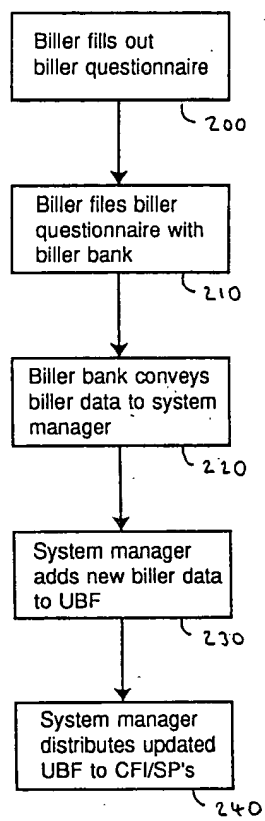 Biller fills out
biller questionnaire
200
Biller files biller
questionnaire with
biller bank
210
Biller bank conveys
biller data to system
manager
220
System manager
adds new biller data
to UBF
230
System manager
distributes updated
UBF to CFI/SP's
240